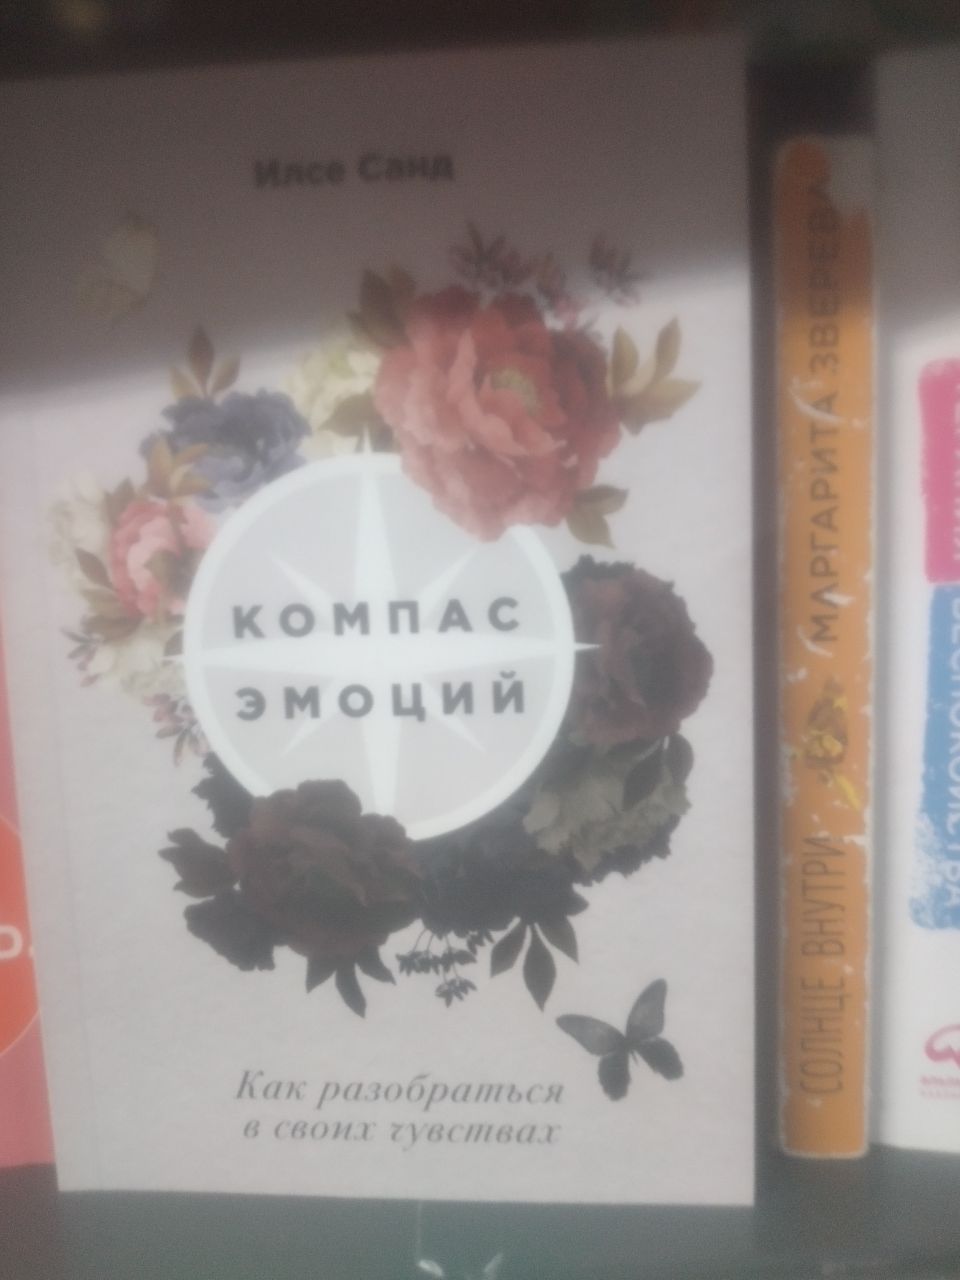 Илсе Санд
КОМПАС
ЭМОЦИЙ
Как разобраться
в своих чувствах
СОЛНЦЕ ВНУТРИ
МАРГАРИТА ЗВЕРЕВА